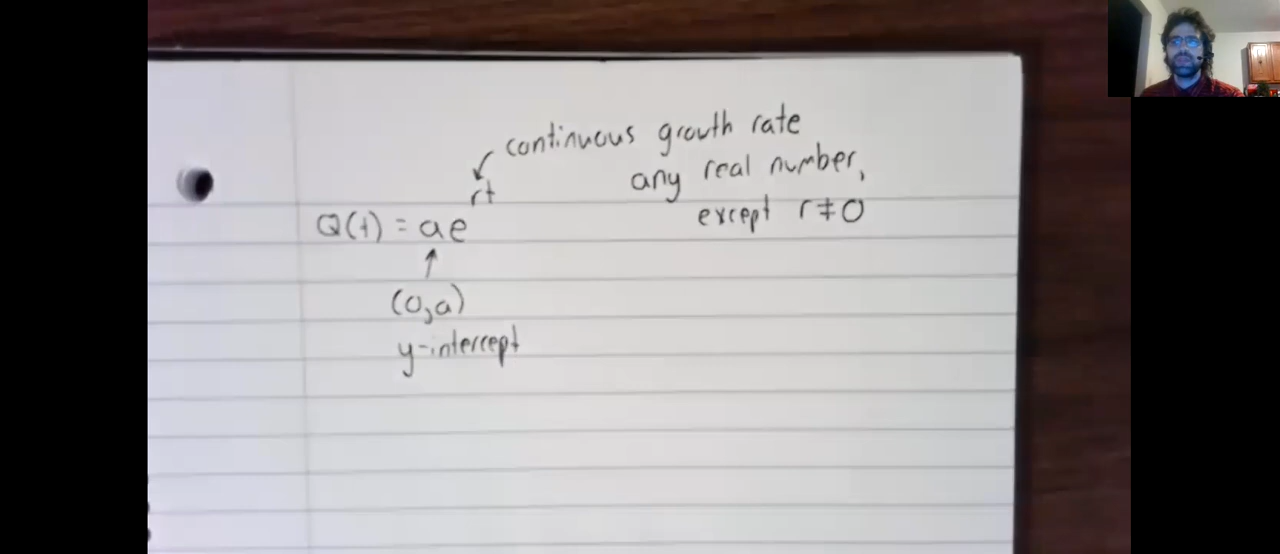 continuous growth rate
any real number,
except r ≠ 0
Q(t) = ae^rt
(0,a)
y-intercept